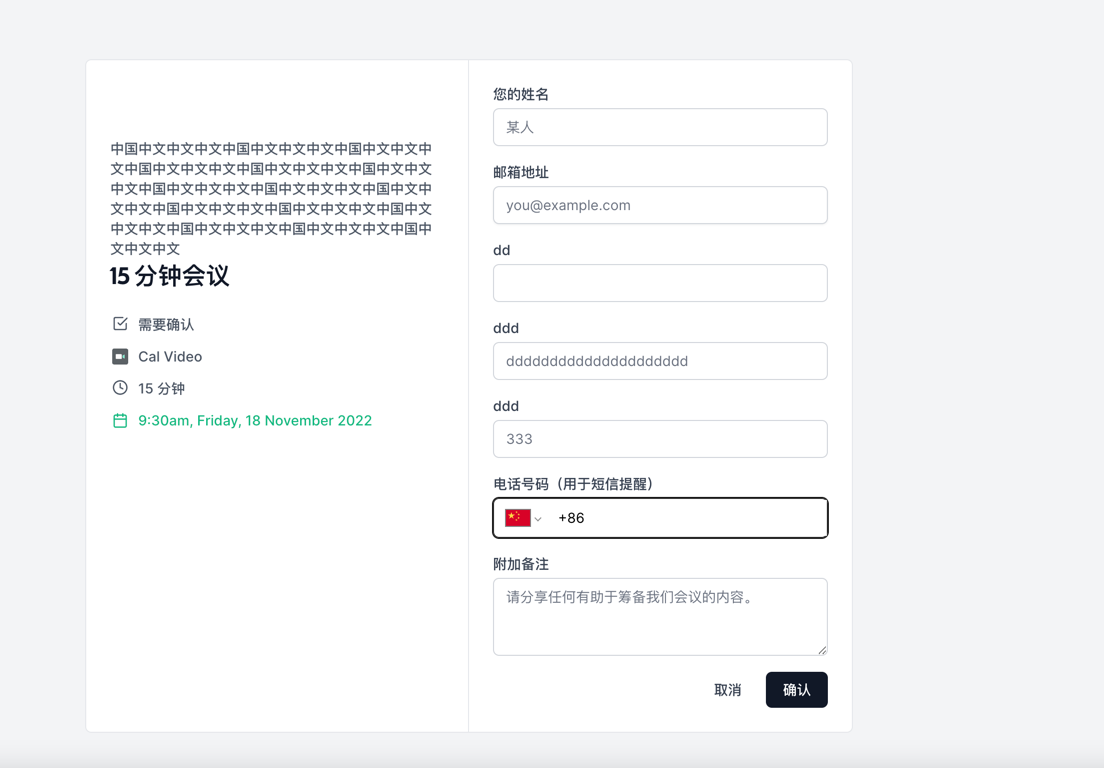 中国中文中文中文中国中文中文中文中国中文中文中
文中国中文中文中文中国中文中文中文中国中文中文
中文中国中文中文中文中国中文中文中文中国中文中
文中文中国中文中文中文中国中文中文中文中国中文
中文中文中国中文中文中文中国中文中文中文中国中
文中文中文
15 分钟会议
需要确认
Cal Video
15 分钟
9:30am, Friday, 18 November 2022
您的姓名
某人
邮箱地址
you@example.com
dd
ddd
ddddddddddddddddddddd
ddd
333
电话号码（用于短信提醒）
+86
附加备注
请分享任何有助于筹备我们会议的内容。
取消
确认